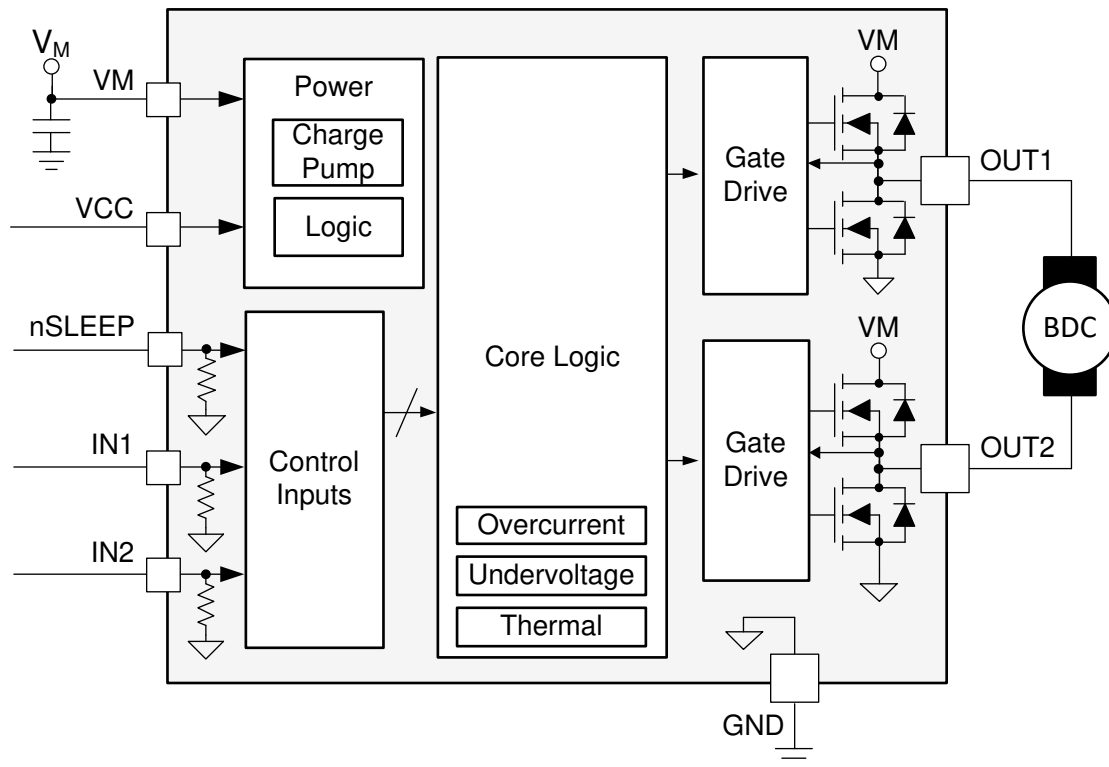 VM
VM
VCC
nSLEEP
IN1
IN2
Power
Charge
Pump
Logic
Control
Inputs
Core Logic
Overcurrent
Undervoltage
Thermal
Gate
Drive
VM
OUT1
BDC
Gate
Drive
VM
OUT2
GND